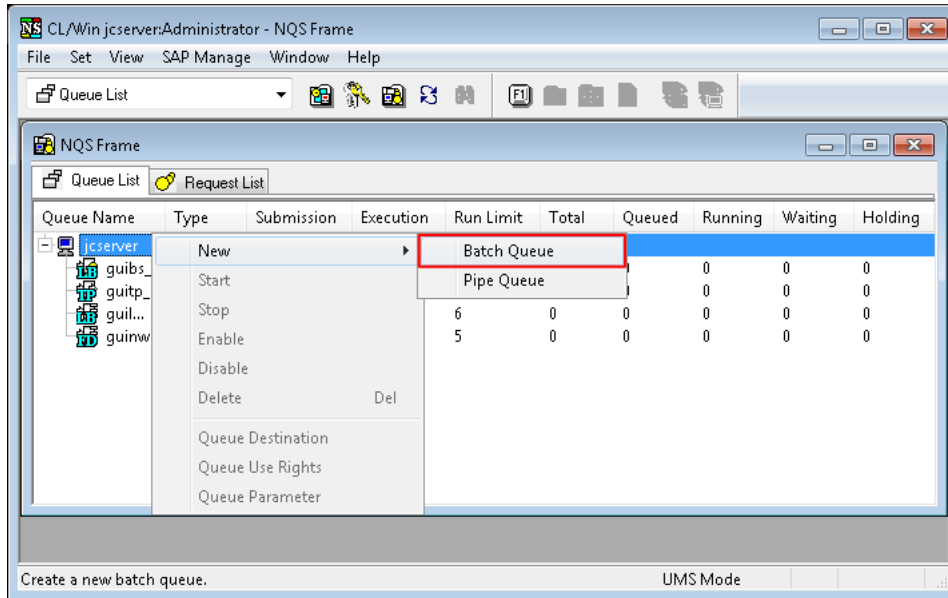 CL/Win jcserver:Administrator - NQS Frame
File Set View SAP Manage Window Help
Queue List F1
NQS Frame
Queue List Request List
Queue Name Type Submission Execution Run Limit Total Queued Running Waiting Holding
jcserver New Batch Queue
guibs_ 0 0 0
Start Pipe Queue
guitp_ 0 0 0
guil... Stop 6 0 0 0 0 0
guinw Enable 5 0 0 0 0 0
Disable
Delete Del
Queue Destination
Queue Use Rights
Queue Parameter
Create a new batch queue. UMS Mode